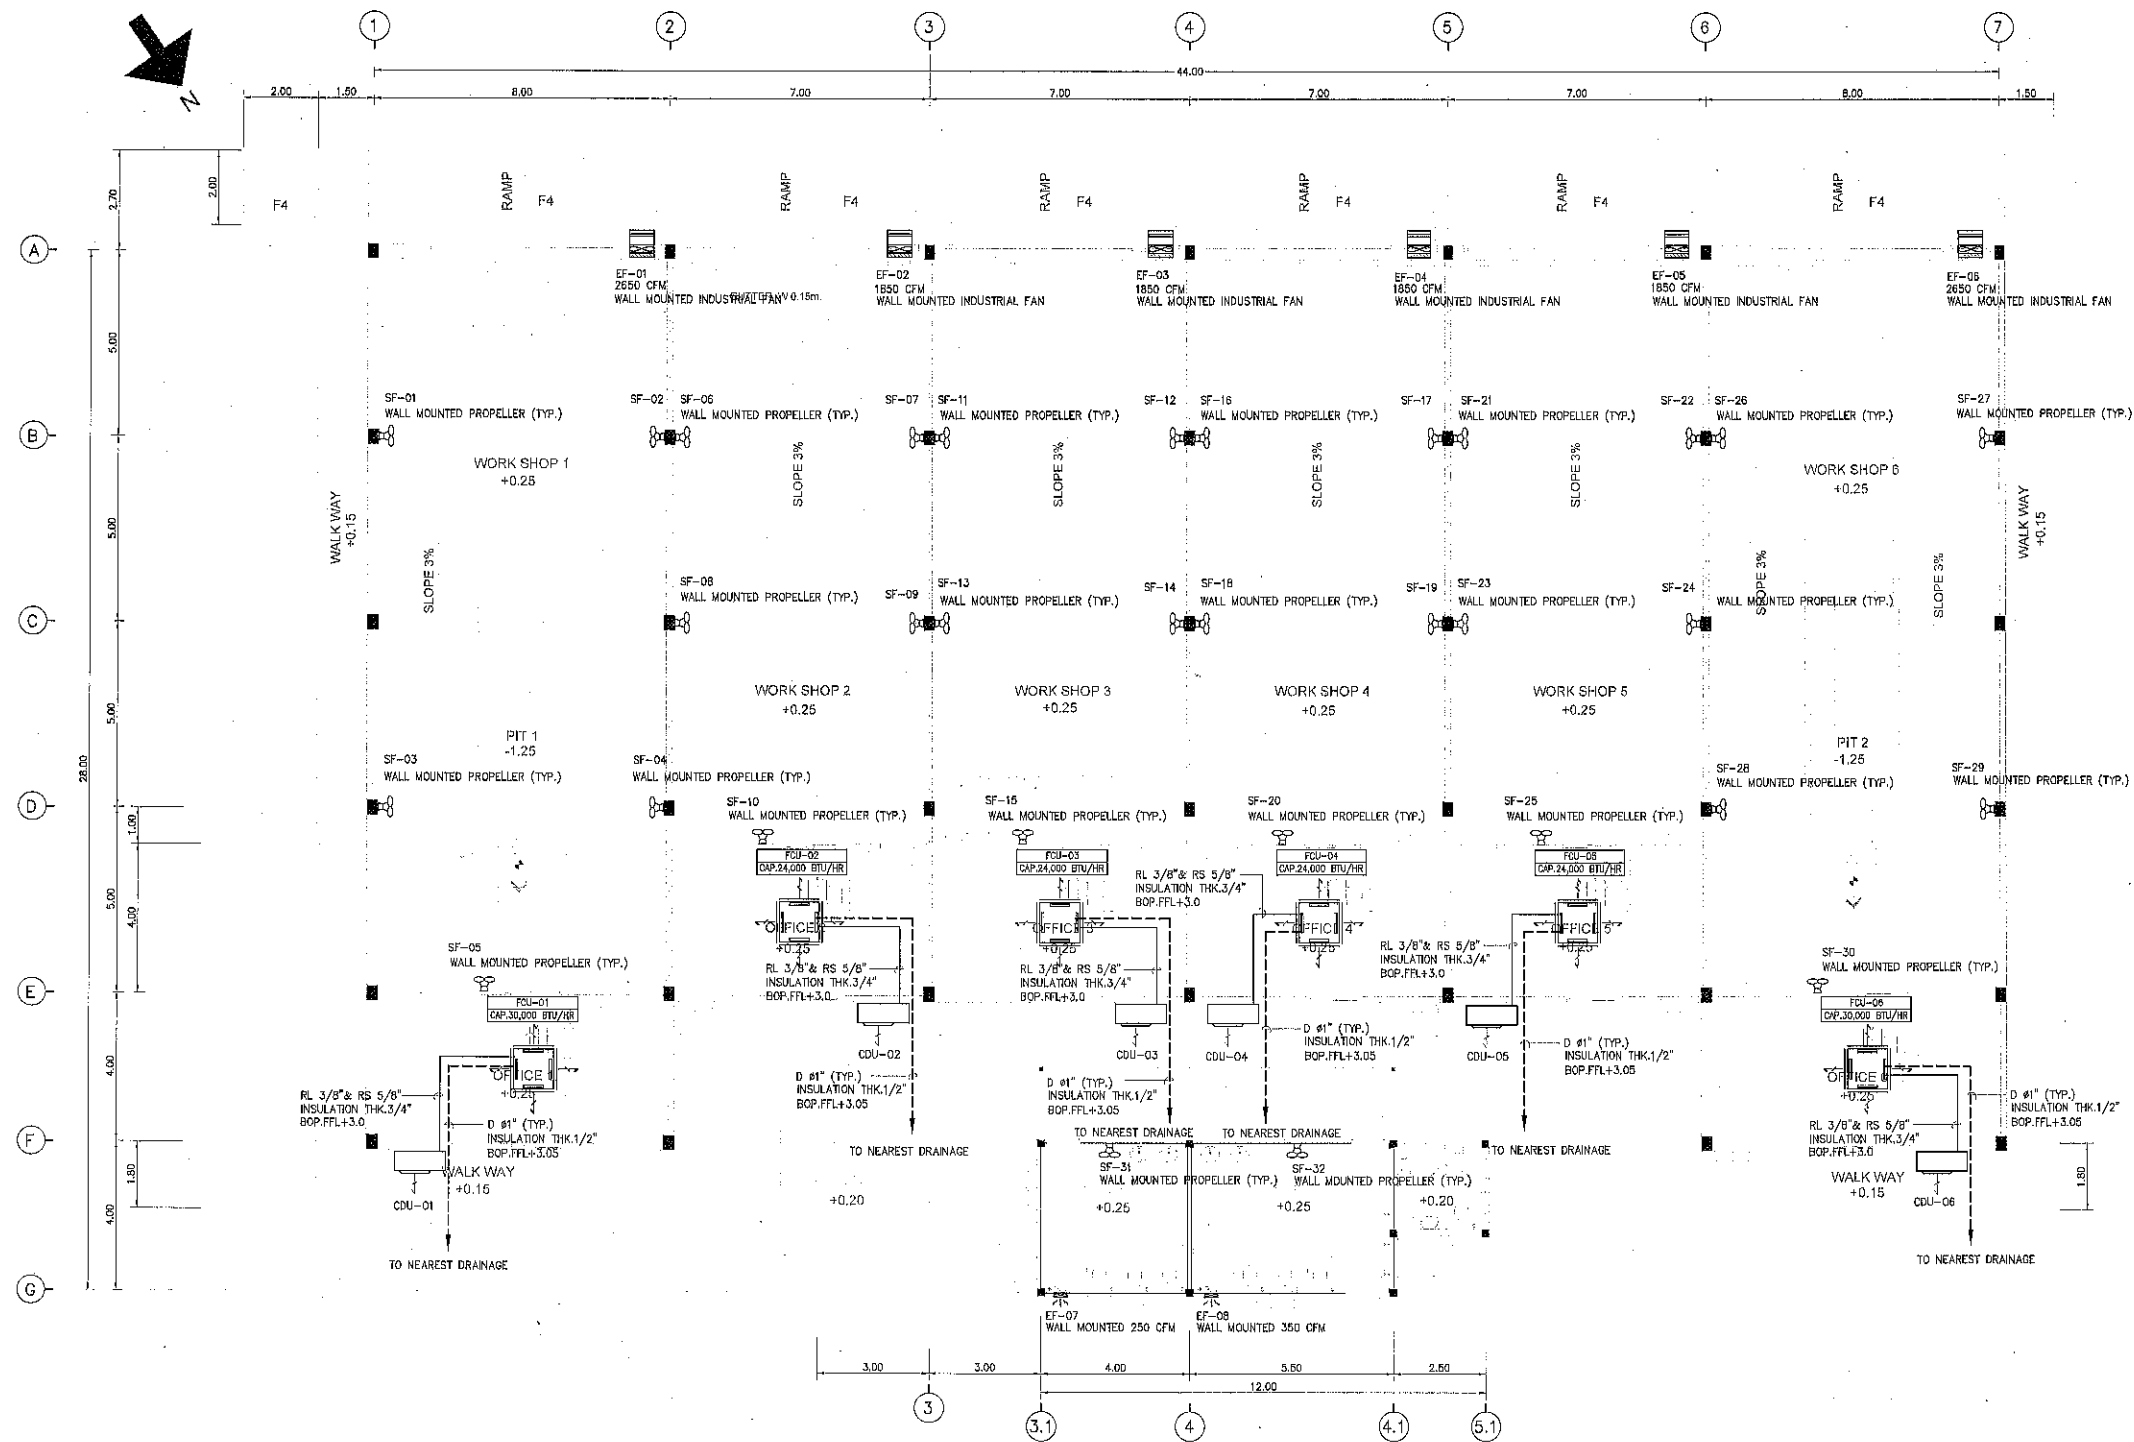 1
2
3
4
5
6
7
44.00
2.00
1.50
8.00
7.00
7.00
7.00
7.00
8.00
1.50
N
2.70
2.00
F4
RAMP
F4
RAMP
F4
RAMP
F4
RAMP
F4
RAMP
F4
RAMP
F4
A
EF-01
2650 CFM
WALL MOUNTED INDUSTRIAL FAN
W 0.15m.
EF-02
1850 CFM
WALL MOUNTED INDUSTRIAL FAN
EF-03
1850 CFM
WALL MOUNTED INDUSTRIAL FAN
EF-04
1850 CFM
WALL MOUNTED INDUSTRIAL FAN
EF-05
1850 CFM
WALL MOUNTED INDUSTRIAL FAN
EF-06
2650 CFM
WALL MOUNTED INDUSTRIAL FAN
5.00
SF-01
WALL MOUNTED PROPELLER (TYP.)
SF-02
SF-06
WALL MOUNTED PROPELLER (TYP.)
SF-07
SF-11
WALL MOUNTED PROPELLER (TYP.)
SF-12
SF-16
WALL MOUNTED PROPELLER (TYP.)
SF-17
SF-21
WALL MOUNTED PROPELLER (TYP.)
SF-22
SF-26
WALL MOUNTED PROPELLER (TYP.)
SF-27
WALL MOUNTED PROPELLER (TYP.)
B
WORK SHOP 1
+0.25
SLOPE 3%
SLOPE 3%
SLOPE 3%
SLOPE 3%
WORK SHOP 6
+0.25
WALK WAY
+0.15
5.00
WALK WAY
+0.15
SLOPE 3%
SF-08
WALL MOUNTED PROPELLER (TYP.)
SF-09
SF-13
WALL MOUNTED PROPELLER (TYP.)
SF-14
SF-18
WALL MOUNTED PROPELLER (TYP.)
SF-19
SF-23
WALL MOUNTED PROPELLER (TYP.)
SF-24
WALL MOUNTED PROPELLER (TYP.)
SLOPE 3%
SLOPE 3%
C
WORK SHOP 2
+0.25
WORK SHOP 3
+0.25
WORK SHOP 4
+0.25
WORK SHOP 5
+0.25
5.00
28.00
PIT 1
-1.25
PIT 2
-1.25
SF-03
WALL MOUNTED PROPELLER (TYP.)
SF-04
WALL MOUNTED PROPELLER (TYP.)
SF-28
WALL MOUNTED PROPELLER (TYP.)
SF-29
WALL MOUNTED PROPELLER (TYP.)
D
SF-10
WALL MOUNTED PROPELLER (TYP.)
SF-15
WALL MOUNTED PROPELLER (TYP.)
SF-20
WALL MOUNTED PROPELLER (TYP.)
SF-25
WALL MOUNTED PROPELLER (TYP.)
1.00
5.00
4.00
FCU-02
CAP.24,000 BTU/HR
FCU-03
CAP.24,000 BTU/HR
FCU-04
CAP.24,000 BTU/HR
FCU-05
CAP.24,000 BTU/HR
RL 3/8"& RS 5/8"
INSULATION THK.3/4"
BOP.FFL+3.0
OFFICE
+0.25
OFFICE 3
+0.25
OFFICE 4
+0.25
OFFICE 5
+0.25
RL 3/8"& RS 5/8"
INSULATION THK.3/4"
BOP.FFL+3.0
RL 3/8"& RS 5/8"
INSULATION THK.3/4"
BOP.FFL+3.0
RL 3/8"& RS 5/8"
INSULATION THK.3/4"
BOP.FFL+3.0
SF-05
WALL MOUNTED PROPELLER (TYP.)
SF-30
WALL MOUNTED PROPELLER (TYP.)
E
FCU-01
CAP.30,000 BTU/HR
FCU-06
CAP.30,000 BTU/HR
CDU-02
CDU-03
CDU-04
CDU-05
D ø1" (TYP.)
INSULATION THK.1/2"
BOP.FFL+3.05
D ø1" (TYP.)
INSULATION THK.1/2"
BOP.FFL+3.05
D ø1" (TYP.)
INSULATION THK.1/2"
BOP.FFL+3.05
D ø1" (TYP.)
INSULATION THK.1/2"
BOP.FFL+3.05
4.00
OFFICE
+0.25
OFFICE
+0.25
RL 3/8"& RS 5/8"
INSULATION THK.3/4"
BOP.FFL+3.0
D ø1" (TYP.)
INSULATION THK.1/2"
BOP.FFL+3.05
D ø1" (TYP.)
INSULATION THK.1/2"
BOP.FFL+3.05
RL 3/8"& RS 5/8"
INSULATION THK.3/4"
BOP.FFL+3.0
F
TO NEAREST DRAINAGE
TO NEAREST DRAINAGE
TO NEAREST DRAINAGE
TO NEAREST DRAINAGE
1.80
4.00
CDU-01
WALK WAY
+0.15
+0.20
SF-31
WALL MOUNTED PROPELLER (TYP.)
+0.25
SF-32
WALL MOUNTED PROPELLER (TYP.)
+0.25
+0.20
WALK WAY
+0.15
CDU-06
1.80
TO NEAREST DRAINAGE
TO NEAREST DRAINAGE
G
EF-07
WALL MOUNTED 250 CFM
EF-08
WALL MOUNTED 350 CFM
3.00
3.00
4.00
5.50
2.50
12.00
3
3.1
4
4.1
5.1